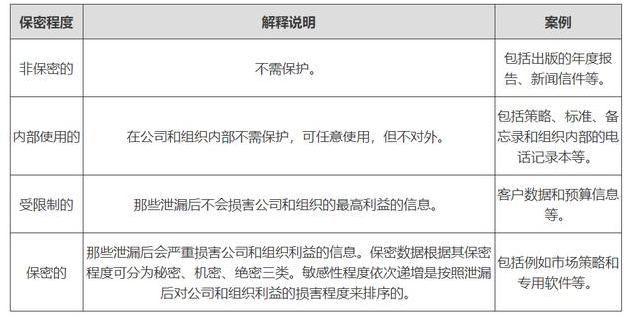 保密程度
解释说明
案例
非保密的
不需保护。
包括出版的年度报
告、新闻信件等。
内部使用的
在公司和组织内部不需保护，可任意使用，但不对外。
包括策略、标准、备
忘录和组织内部的电
话记录本等。
受限制的
那些泄漏后不会损害公司和组织的最高利益的信息。
客户数据和预算信息
等。
保密的
那些泄漏后会严重损害公司和组织利益的信息。保密数据根据其保密
程度可分为秘密、机密、绝密三类。敏感性程度依次递增是按照泄漏
后对公司和组织利益的损害程度来排序的。
包括例如市场策略和
专用软件等。